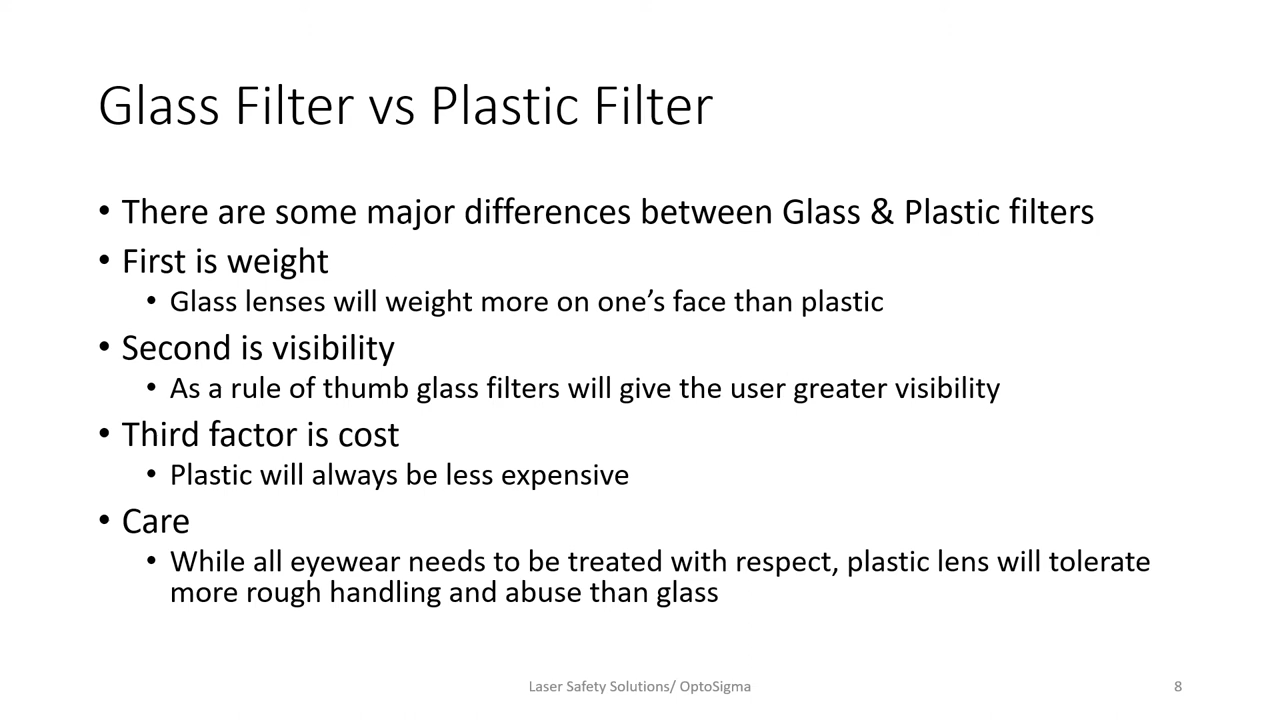 Glass Filter vs Plastic Filter
• There are some major differences between Glass & Plastic filters
• First is weight
• Glass lenses will weight more on one’s face than plastic
• Second is visibility
• As a rule of thumb glass filters will give the user greater visibility
• Third factor is cost
• Plastic will always be less expensive
• Care
• While all eyewear needs to be treated with respect, plastic lens will tolerate
more rough handling and abuse than glass
Laser Safety Solutions/ OptoSigma
8